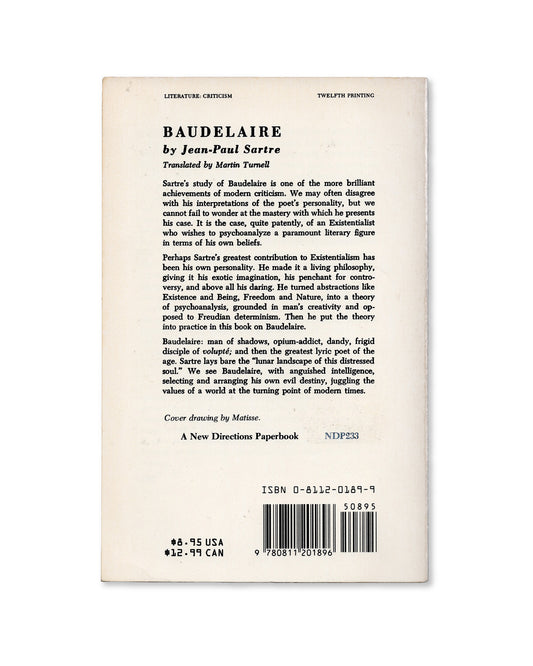 LITERATURE: CRITICISM TWELFTH PRINTING
BAUDELAIRE
by Jean-Paul Sartre
Translated by Martin Turnell
Sartre's study of Baudelaire is one of the more brilliant
achievements of modern criticism. We may often disagree
with his interpretations of the poet's personality, but we
cannot fail to wonder at the mastery with which he presents
his case. It is the case, quite patently, of an Existentialist
who wishes to psychoanalyze a paramount literary figure
in terms of his own beliefs.
Perhaps Sartre's greatest contribution to Existentialism has
been his own personality. He made it a living philosophy,
giving it his exotic imagination, his penchant for contro-
versy, and above all his daring. He turned abstractions like
Existence and Being, Freedom and Nature, into a theory
of psychoanalysis, grounded in man's creativity and op-
posed to Freudian determinism. Then he put the theory
into practice in this book on Baudelaire.
Baudelaire: man of shadows, opium-addict, dandy, frigid
disciple of volupté; and then the greatest lyric poet of the
age. Sartre lays bare the "lunar landscape of this distressed
soul." We see Baudelaire, with anguished intelligence,
selecting and arranging his own evil destiny, juggling the
values of a world at the turning point of modern times.
Cover drawing by Matisse.
A New Directions Paperbook NDP233
ISBN 0-8112-0189-9
50895
$8.95 USA
$12.99 CAN
9 780811 201896